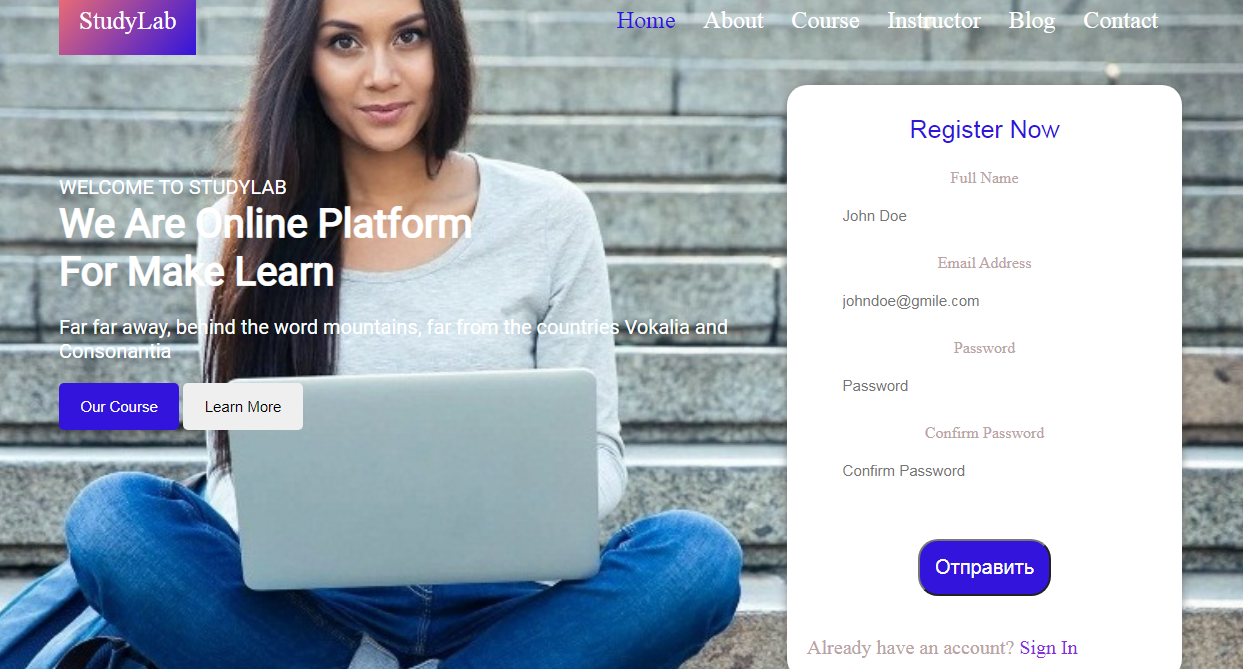 StudyLab
Home About Course Instructor Blog Contact
WELCOME TO STUDYLAB
We Are Online Platform
For Make Learn
Far far away, behind the word mountains, far from the countries Vokalia and
Consonantia
Our Course Learn More
Register Now
Full Name
John Doe
Email Address
johndoe@gmile.com
Password
Password
Confirm Password
Confirm Password
Отправить
Already have an account? Sign In